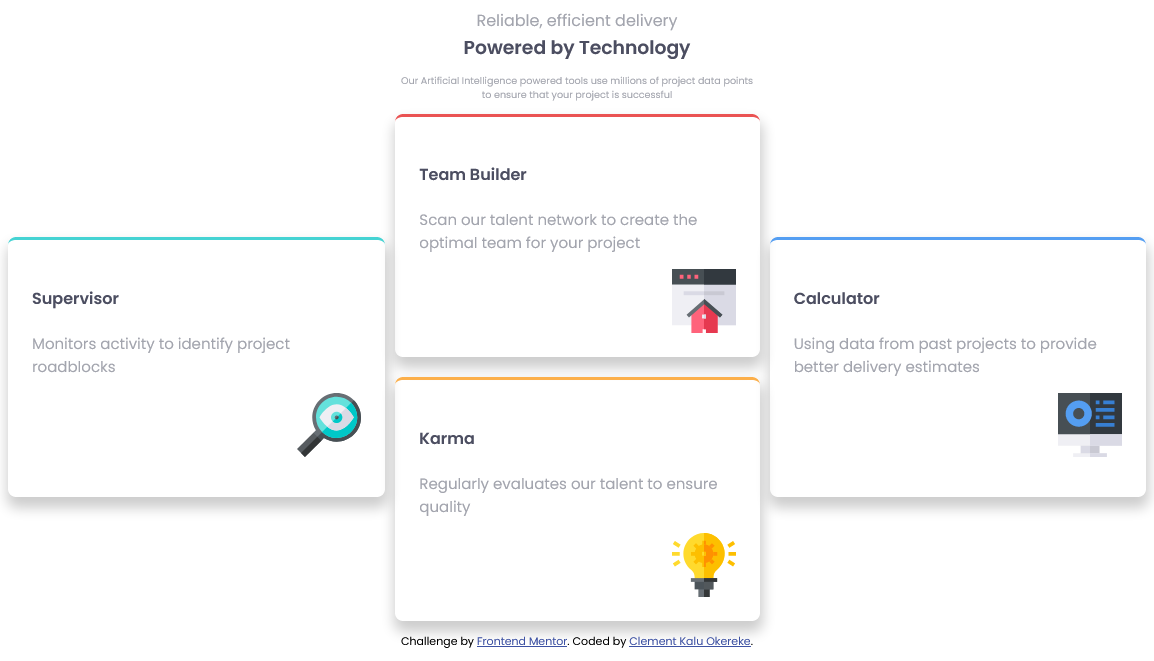 Reliable, efficient delivery
Powered by Technology
Our Artificial Intelligence powered tools use millions of project data points
to ensure that your project is successful
Supervisor
Monitors activity to identify project
roadblocks
Team Builder
Scan our talent network to create the
optimal team for your project
Karma
Regularly evaluates our talent to ensure
quality
Calculator
Using data from past projects to provide
better delivery estimates
Challenge by Frontend Mentor. Coded by Clement Kalu Okereke.